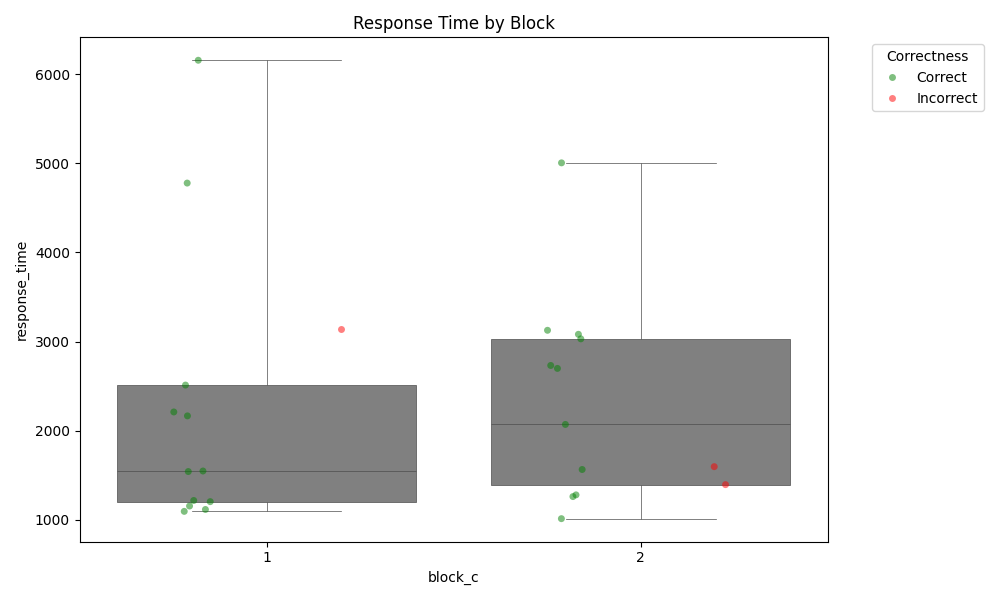 Response Time by Block
Correctness
Correct
Incorrect
6000
5000
4000
3000
2000
1000
response_time
1
2
block_c